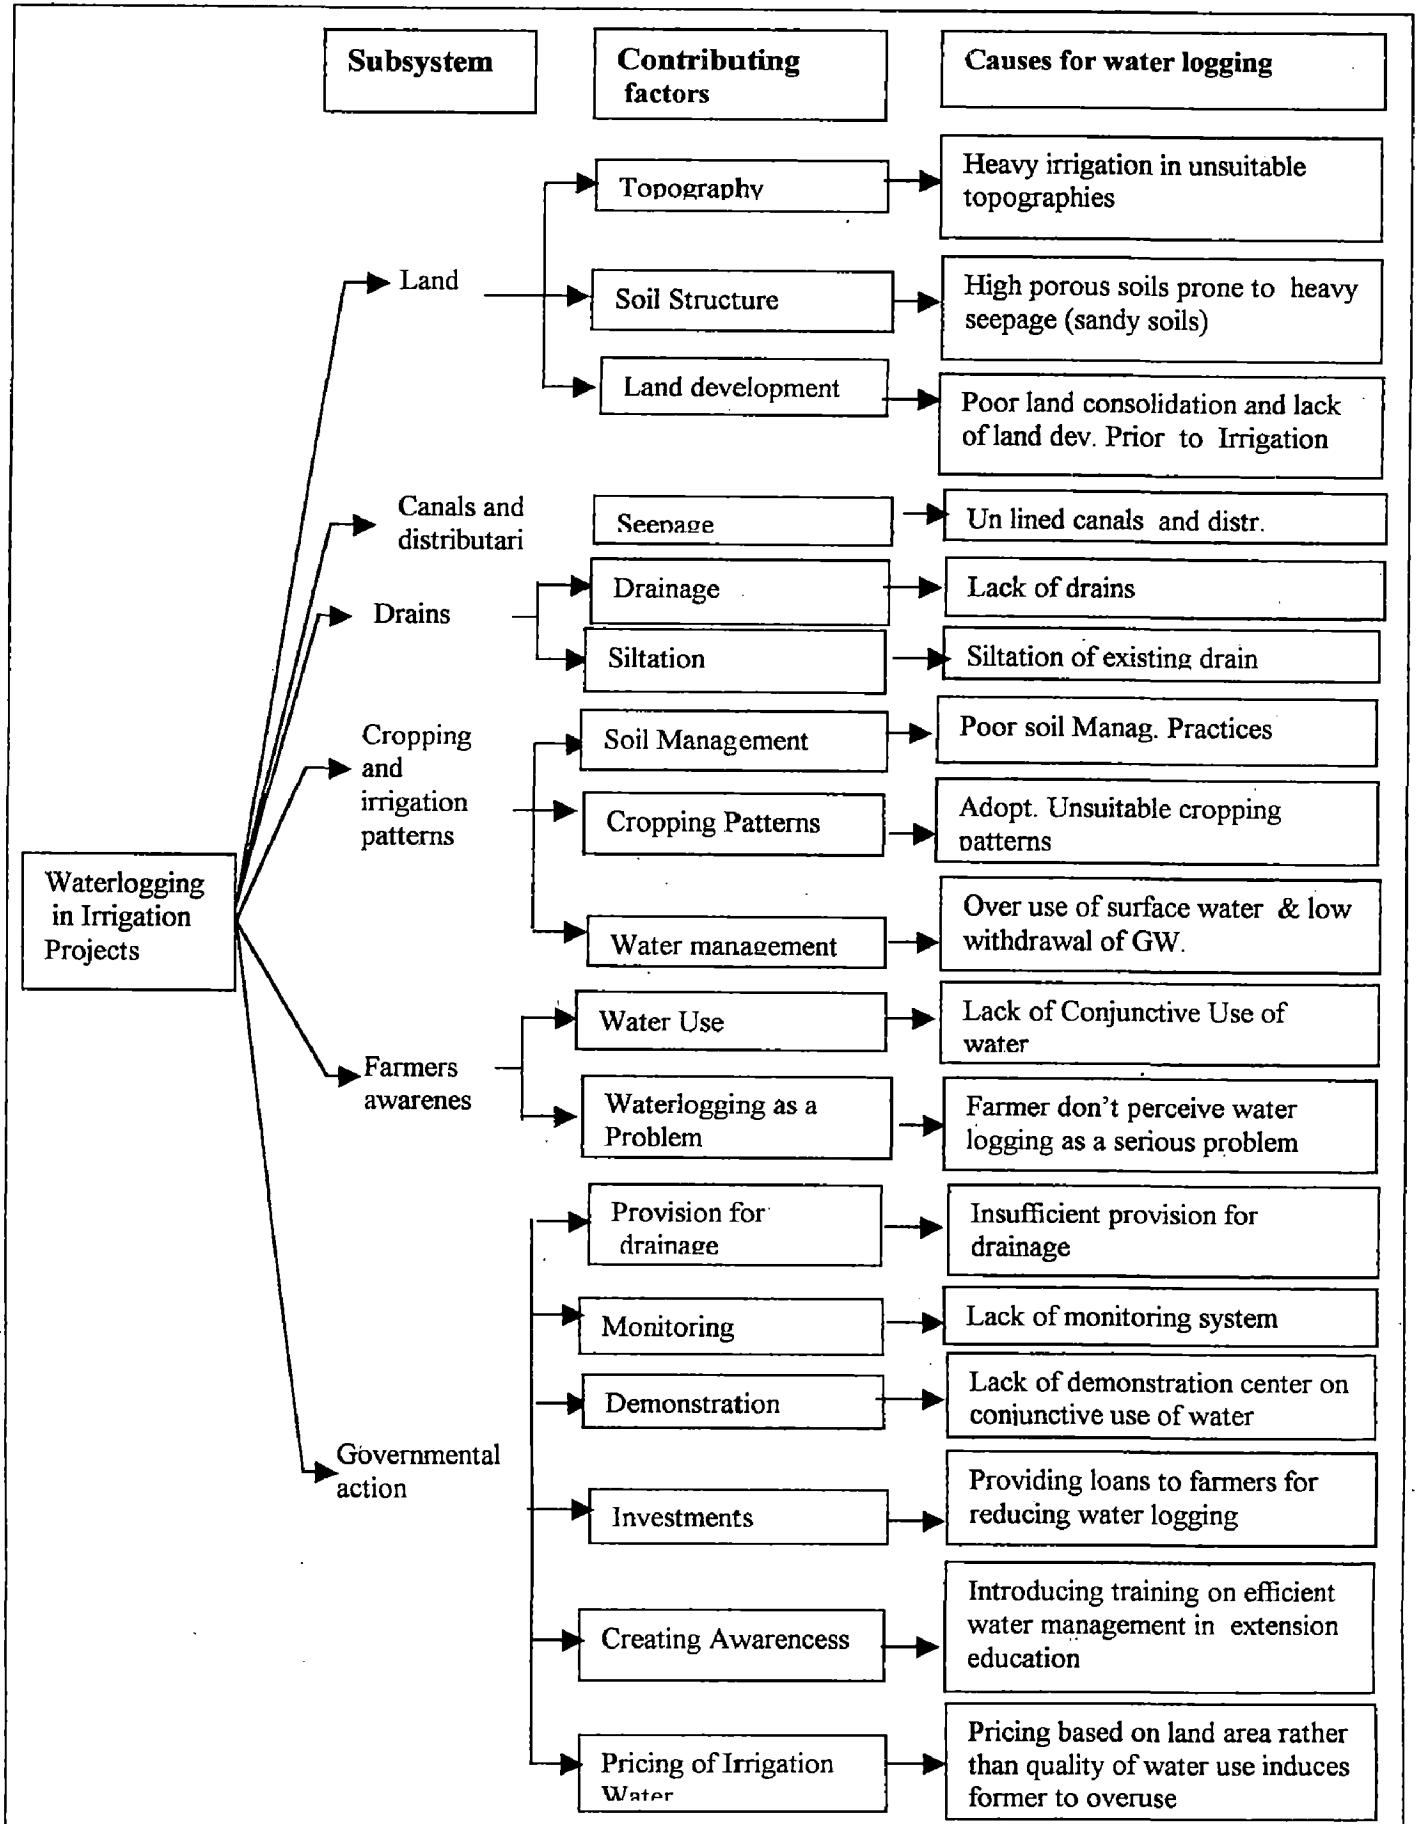 Subsystem
Contributing
factors
Causes for water logging
Topography
Heavy irrigation in unsuitable
topographies
Land
Soil Structure
High porous soils prone to heavy
seepage (sandy soils)
Land development
Poor land consolidation and lack
of land dev. Prior to Irrigation
Canals and
distributari
Seepage
Un lined canals and distr.
Drains
Drainage
Lack of drains
Siltation
Siltation of existing drain
Cropping
and
irrigation
patterns
Soil Management
Poor soil Manag. Practices
Cropping Patterns
Adopt. Unsuitable cropping
patterns
Water management
Over use of surface water & low
withdrawal of GW.
Waterlogging
in Irrigation
Projects
Farmers
awarenes
Water Use
Lack of Conjunctive Use of
water
Waterlogging as a
Problem
Farmer don't perceive water
logging as a serious problem
Governmental
action
Provision for
drainage
Insufficient provision for
drainage
Monitoring
Lack of monitoring system
Demonstration
Lack of demonstration center on
conjunctive use of water
Investments
Providing loans to farmers for
reducing water logging
Creating Awarencess
Introducing training on efficient
water management in extension
education
Pricing of Irrigation
Water
Pricing based on land area rather
than quality of water use induces
former to overuse